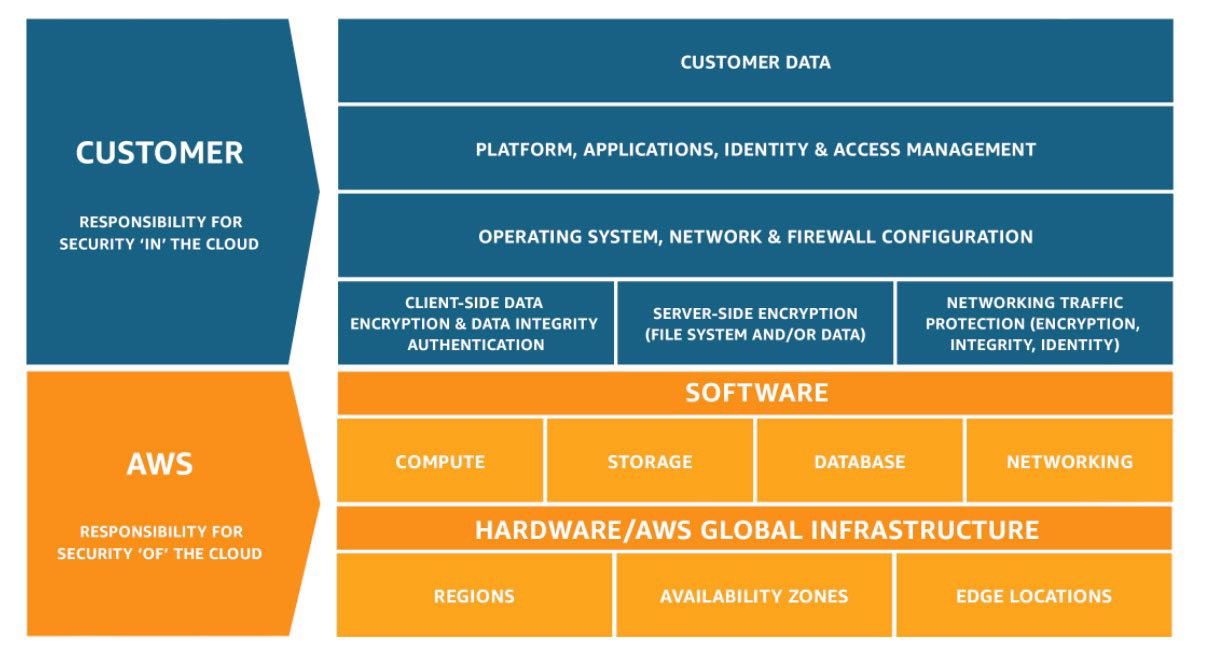 CUSTOMER
RESPONSIBILITY FOR
SECURITY ‘IN’ THE CLOUD
CUSTOMER DATA
PLATFORM, APPLICATIONS, IDENTITY & ACCESS MANAGEMENT
OPERATING SYSTEM, NETWORK & FIREWALL CONFIGURATION
CLIENT-SIDE DATA
ENCRYPTION & DATA INTEGRITY
AUTHENTICATION
SERVER-SIDE ENCRYPTION
(FILE SYSTEM AND/OR DATA)
NETWORKING TRAFFIC
PROTECTION (ENCRYPTION,
INTEGRITY, IDENTITY)
AWS
RESPONSIBILITY FOR
SECURITY ‘OF’ THE CLOUD
SOFTWARE
COMPUTE
STORAGE
DATABASE
NETWORKING
HARDWARE/AWS GLOBAL INFRASTRUCTURE
REGIONS
AVAILABILITY ZONES
EDGE LOCATIONS